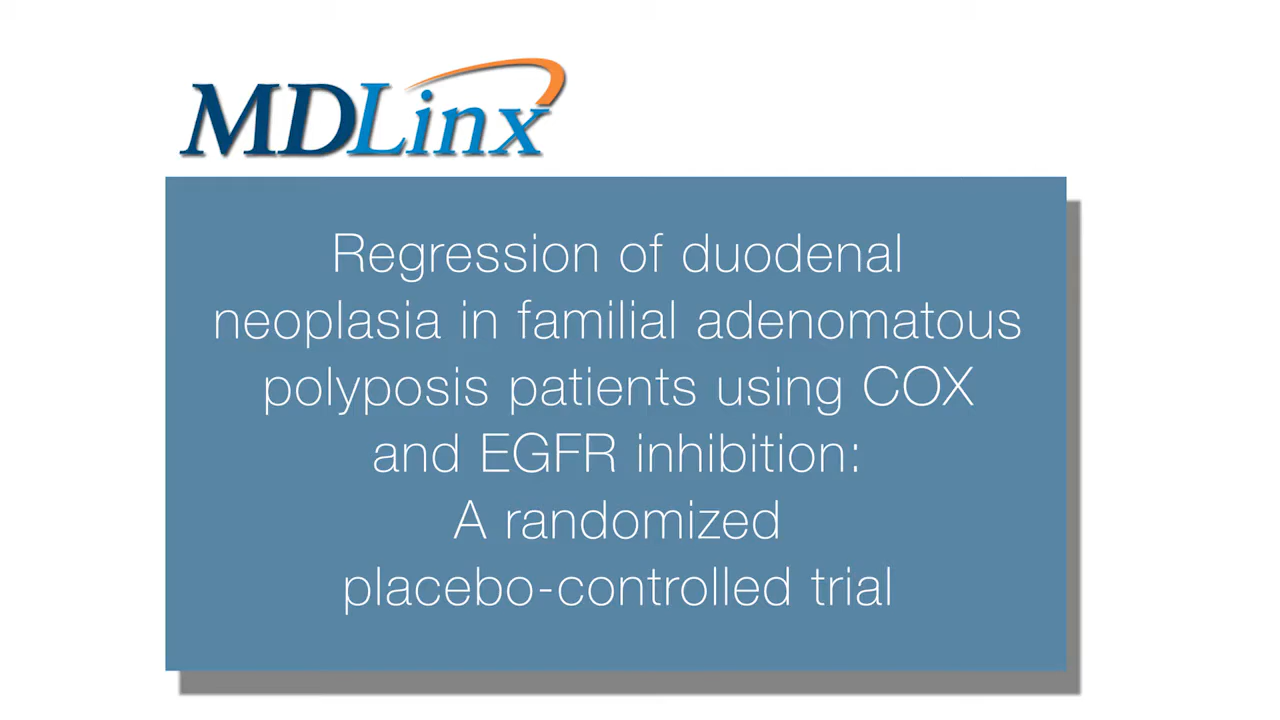 MDLinx
Regression of duodenal
neoplasia in familial adenomatous
polyposis patients using COX
and EGFR inhibition:
A randomized
placebo-controlled trial